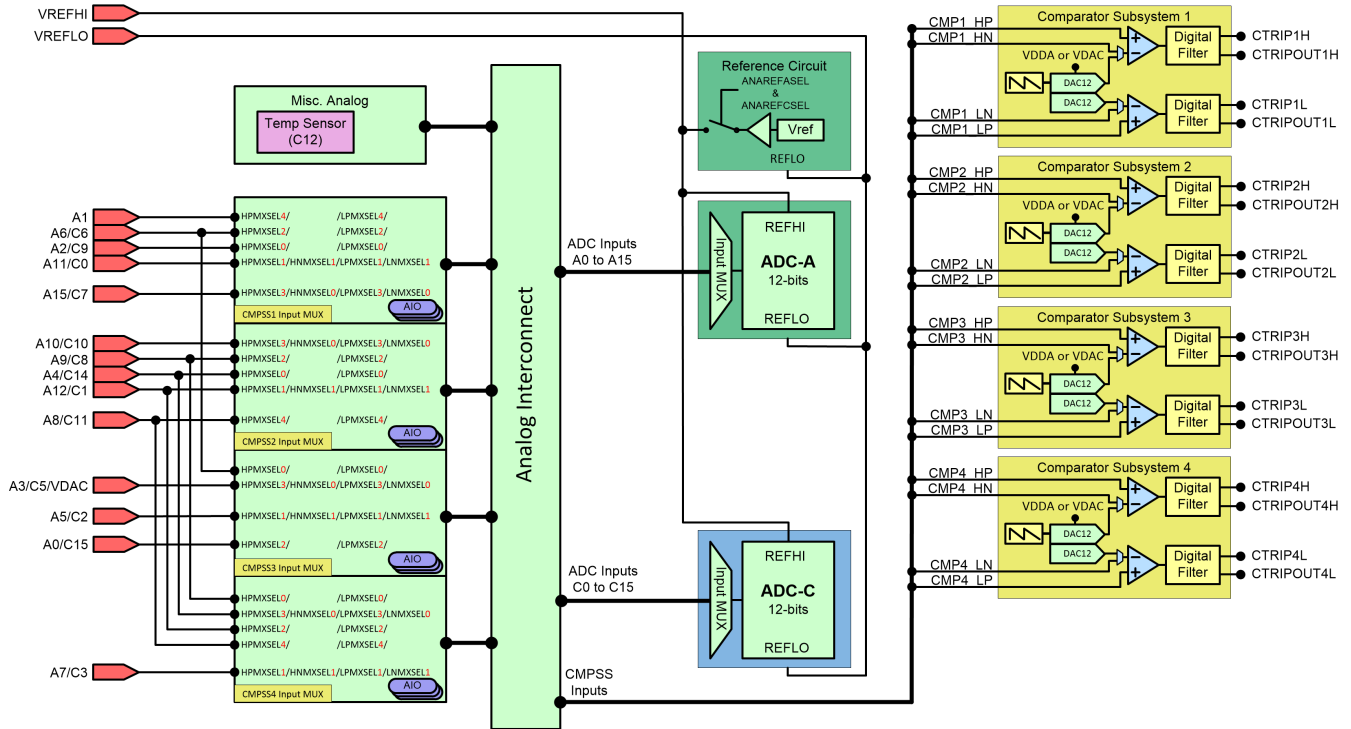 VREFHI
VREFLO
Misc. Analog
Temp Sensor
(C12)
A1
A6/C6
A2/C9
A11/C0
A15/C7
HPMXSEL4/ /LPMXSEL4/
HPMXSEL2/ /LPMXSEL2/
HPMXSEL0/ /LPMXSEL0/
HPMXSEL1/HNMXSEL1/LPMXSEL1/LNMXSEL1
HPMXSEL3/HNMXSEL0/LPMXSEL3/LNMXSEL0
AIO
CMPSS1 Input MUX
A10/C10
A9/C8
A4/C14
A12/C1
A8/C11
HPMXSEL3/HNMXSEL0/LPMXSEL3/LNMXSEL0
HPMXSEL2/ /LPMXSEL2/
HPMXSEL0/ /LPMXSEL0/
HPMXSEL1/HNMXSEL1/LPMXSEL1/LNMXSEL1
HPMXSEL4/ /LPMXSEL4/
AIO
CMPSS2 Input MUX
A3/C5/VDAC
A5/C2
A0/C15
HPMXSEL0/ /LPMXSEL0/
HPMXSEL3/HNMXSEL0/LPMXSEL3/LNMXSEL0
HPMXSEL1/HNMXSEL1/LPMXSEL1/LNMXSEL1
HPMXSEL2/ /LPMXSEL2/
AIO
CMPSS3 Input MUX
A7/C3
HPMXSEL0/ /LPMXSEL0/
HPMXSEL3/HNMXSEL0/LPMXSEL3/LNMXSEL0
HPMXSEL2/ /LPMXSEL2/
HPMXSEL4/ /LPMXSEL4/
HPMXSEL1/HNMXSEL1/LPMXSEL1/LNMXSEL1
AIO
CMPSS4 Input MUX
Analog Interconnect
ADC Inputs
A0 to A15
ADC Inputs
C0 to C15
CMPSS
Inputs
Reference Circuit
ANAREFASEL
&
ANAREFCSEL
Vref
REFLO
Input MUX
REFHI
ADC-A
12-bits
REFLO
Input MUX
REFHI
ADC-C
12-bits
REFLO
Comparator Subsystem 1
CMP1_HP
CMP1_HN
CMP1_LN
CMP1_LP
VDDA or VDAC
DAC12
DAC12
Digital
Filter
Digital
Filter
CTRIP1H
CTRIPOUT1H
CTRIP1L
CTRIPOUT1L
Comparator Subsystem 2
CMP2_HP
CMP2_HN
CMP2_LN
CMP2_LP
VDDA or VDAC
DAC12
DAC12
Digital
Filter
Digital
Filter
CTRIP2H
CTRIPOUT2H
CTRIP2L
CTRIPOUT2L
Comparator Subsystem 3
CMP3_HP
CMP3_HN
CMP3_LN
CMP3_LP
VDDA or VDAC
DAC12
DAC12
Digital
Filter
Digital
Filter
CTRIP3H
CTRIPOUT3H
CTRIP3L
CTRIPOUT3L
Comparator Subsystem 4
CMP4_HP
CMP4_HN
CMP4_LN
CMP4_LP
VDDA or VDAC
DAC12
DAC12
Digital
Filter
Digital
Filter
CTRIP4H
CTRIPOUT4H
CTRIP4L
CTRIPOUT4L